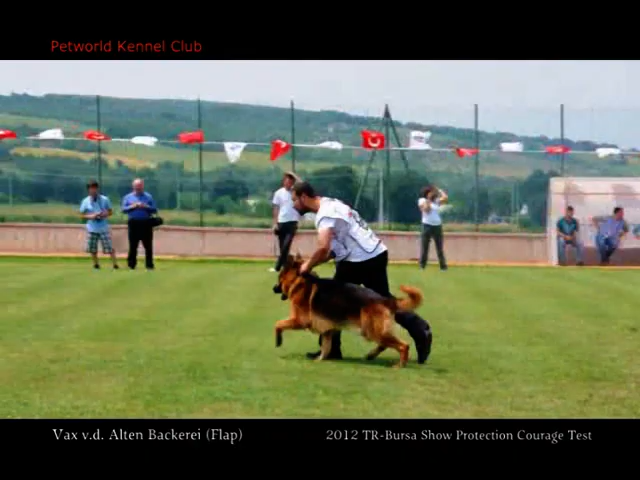 Petworld Kennel Club
Vax v.d. Alten Backerei (Flap)
2012 TR-Bursa Show Protection Courage Test